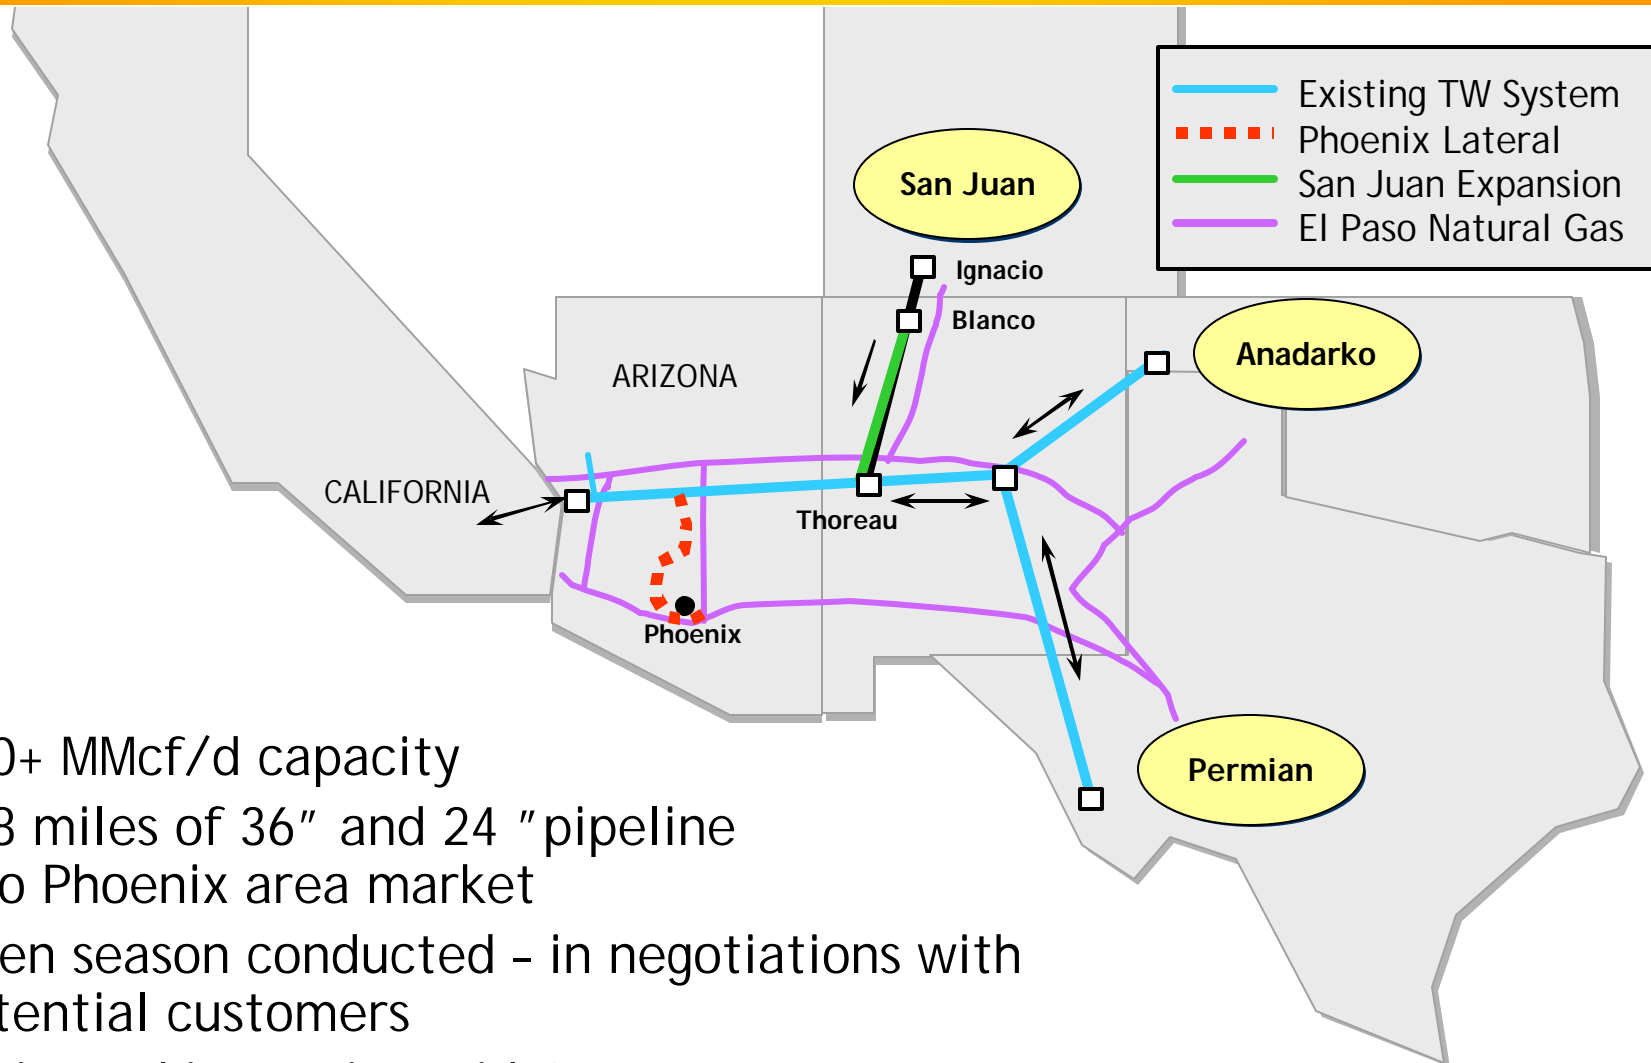 Existing TW System
Phoenix Lateral
San Juan Expansion
El Paso Natural Gas
San Juan
Ignacio
Blanco
Anadarko
ARIZONA
CALIFORNIA
Thoreau
Phoenix
Permian
0+ MMcf/d capacity
8 miles of 36" and 24 "pipeline
o Phoenix area market
en season conducted - in negotiations with
tential customers